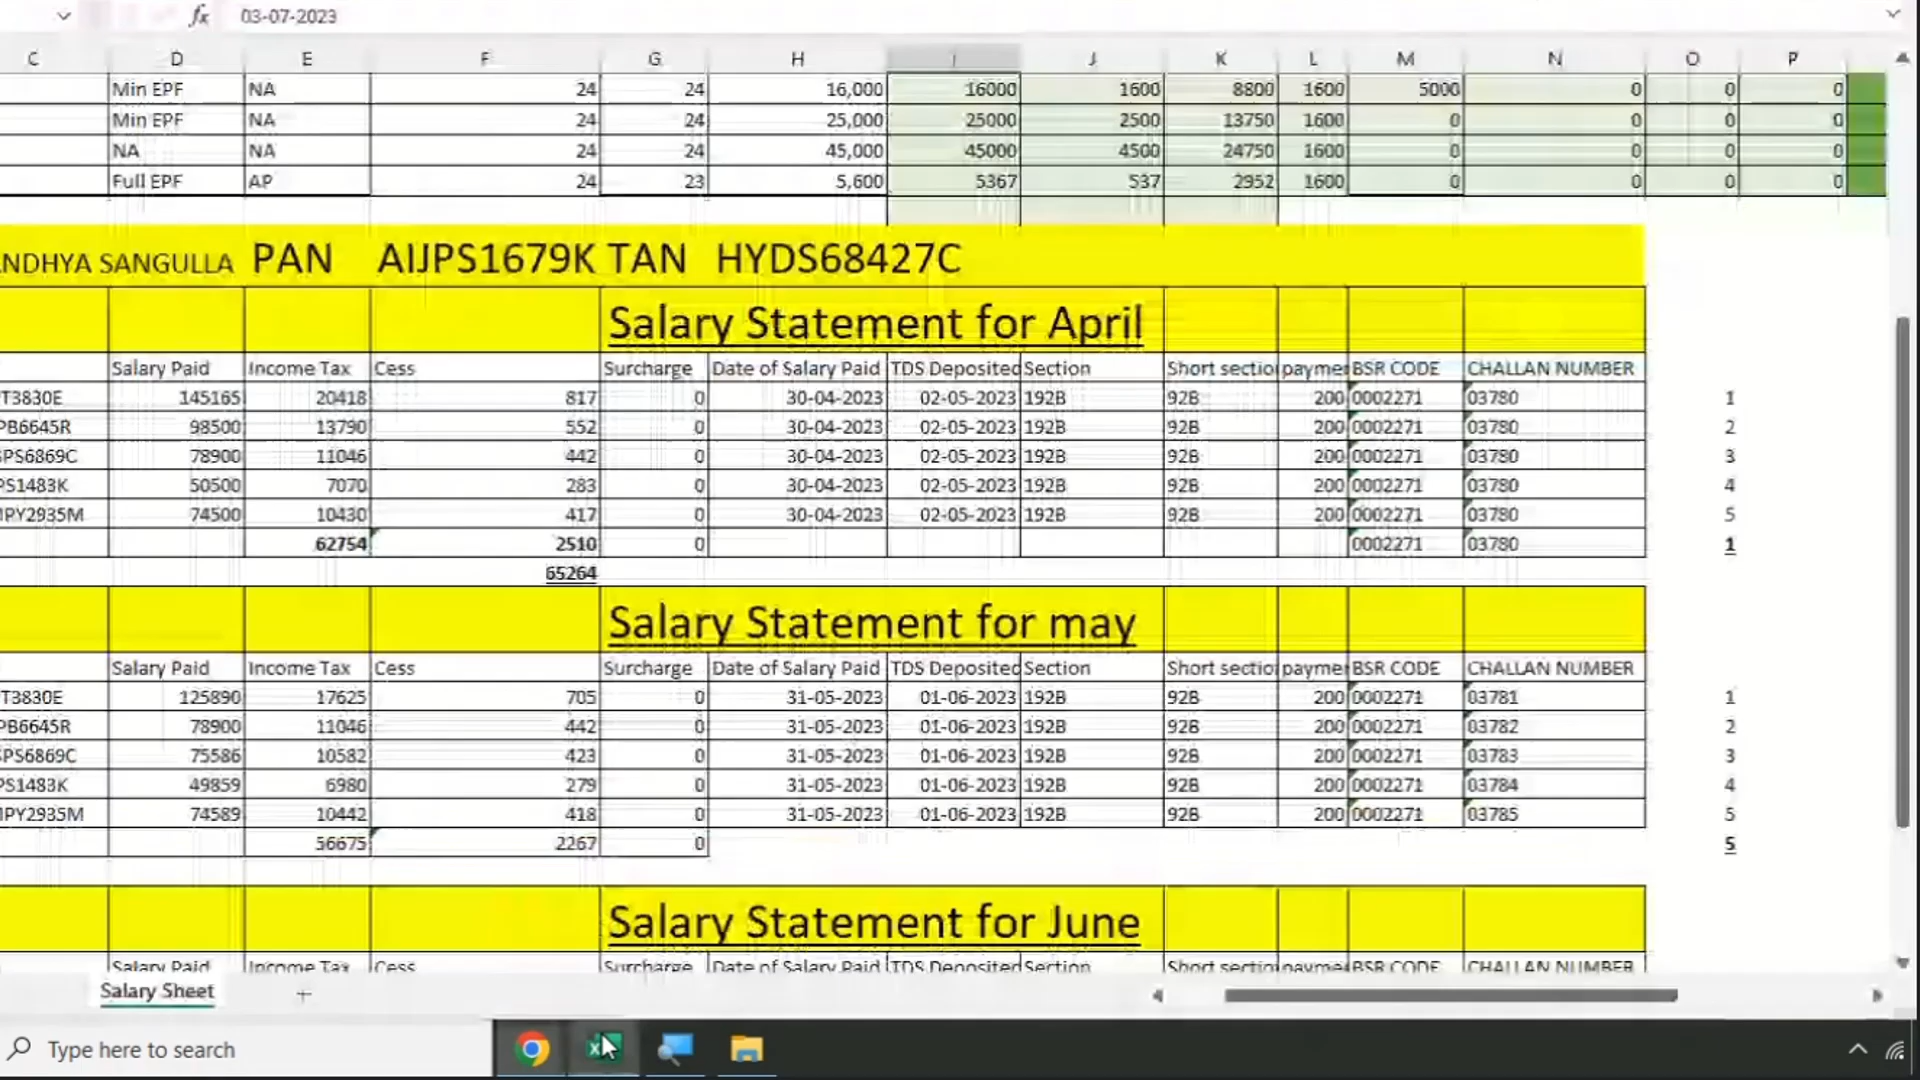 fx 03-07-2023
C D E F G H I J K L M N O P
Min EPF NA 24 24 16,000 16000 1600 8800 1600 5000 0 0 0
Min EPF NA 24 24 25,000 25000 2500 13750 1600 0 0 0 0
NA NA 24 24 45,000 45000 4500 24750 1600 0 0 0 0
Full EPF AP 24 23 5,600 5367 537 2952 1600 0 0 0 0
NDHYA SANGULLA PAN AIJPS1679K TAN HYDS68427C
Salary Statement for April
Salary Paid Income Tax Cess Surcharge Date of Salary Paid TDS Deposited Section Short sectio paymer BSR CODE CHALLAN NUMBER
T3830E 145165 20418 817 0 30-04-2023 02-05-2023 192B 92B 200 0002271 03780 1
PB6645R 98500 13790 552 0 30-04-2023 02-05-2023 192B 92B 200 0002271 03780 2
PS6869C 78900 11046 442 0 30-04-2023 02-05-2023 192B 92B 200 0002271 03780 3
PS1483K 50500 7070 283 0 30-04-2023 02-05-2023 192B 92B 200 0002271 03780 4
PY2935M 74500 10430 417 0 30-04-2023 02-05-2023 192B 92B 200 0002271 03780 5
62754 2510 0 0002271 03780 1
65264
Salary Statement for may
Salary Paid Income Tax Cess Surcharge Date of Salary Paid TDS Deposited Section Short sectio paymer BSR CODE CHALLAN NUMBER
T3830E 125890 17625 705 0 31-05-2023 01-06-2023 192B 92B 200 0002271 03781 1
PB6645R 78900 11046 442 0 31-05-2023 01-06-2023 192B 92B 200 0002271 03782 2
PS6869C 75586 10582 423 0 31-05-2023 01-06-2023 192B 92B 200 0002271 03783 3
PS1483K 49859 6980 279 0 31-05-2023 01-06-2023 192B 92B 200 0002271 03784 4
PY2935M 74589 10442 418 0 31-05-2023 01-06-2023 192B 92B 200 0002271 03785 5
56675 2267 0 5
Salary Statement for June
Salary Paid Income Tax Cess Surcharge Date of Salary Paid TDS Deposited Section Short sectio paymer BSR CODE CHALLAN NUMBER
Salary Sheet
Type here to search